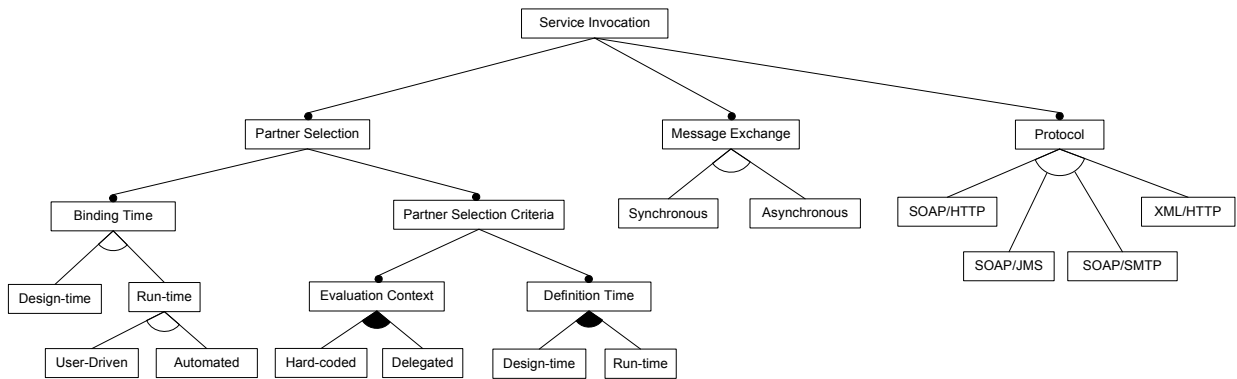 Service Invocation
Partner Selection
Message Exchange
Protocol
Binding Time
Partner Selection Criteria
Synchronous
Asynchronous
SOAP/HTTP
XML/HTTP
SOAP/JMS
SOAP/SMTP
Design-time
Run-time
Evaluation Context
Definition Time
User-Driven
Automated
Hard-coded
Delegated
Design-time
Run-time